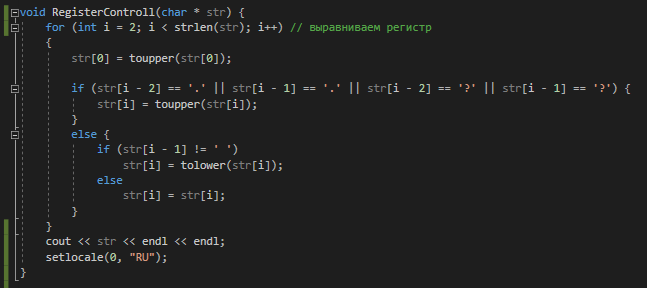 void RegisterControll(char * str) {
for (int i = 2; i < strlen(str); i++) // выравниваем регистр
{
str[0] = toupper(str[0]);
if (str[i - 2] == '.' || str[i - 1] == '.' || str[i - 2] == '?' || str[i - 1] == '?') {
str[i] = toupper(str[i]);
}
else {
if (str[i - 1] != ' ')
str[i] = tolower(str[i]);
else
str[i] = str[i];
}
}
cout << str << endl << endl;
setlocale(0, "RU");
}